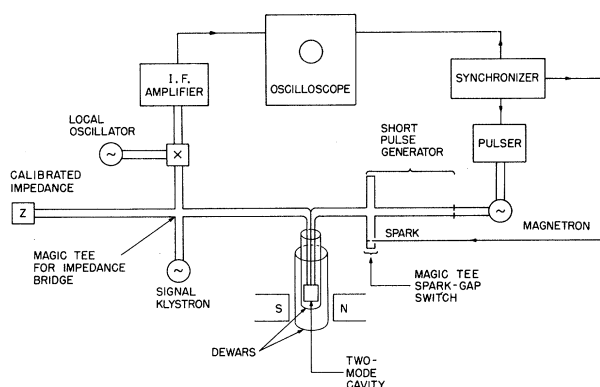 I. F.
AMPLIFIER
OSCILLOSCOPE
SYNCHRONIZER
LOCAL
OSCILLATOR
~
X
SHORT
PULSE
GENERATOR
PULSER
CALIBRATED
IMPEDANCE
Z
~
MAGNETRON
SPARK
MAGIC TEE
FOR IMPEDANCE
BRIDGE
~
SIGNAL
KLYSTRON
S
N
MAGIC TEE
SPARK-GAP
SWITCH
DEWARS
TWO-
MODE
CAVITY